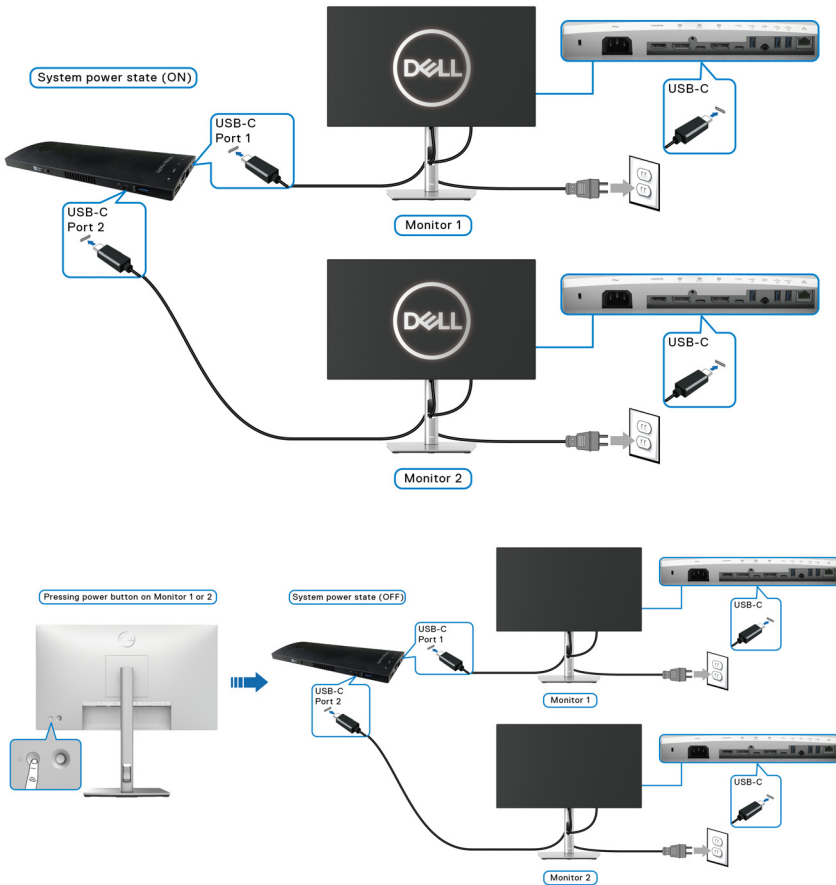 System power state (ON)
USB-C
Port 1
DELL
USB-C
Monitor 1
USB-C
Port 2
DELL
USB-C
Monitor 2
Pressing power button on Monitor 1 or 2
System power state (OFF)
USB-C
Port 1
USB-C
Monitor 1
USB-C
Port 2
USB-C
Monitor 2